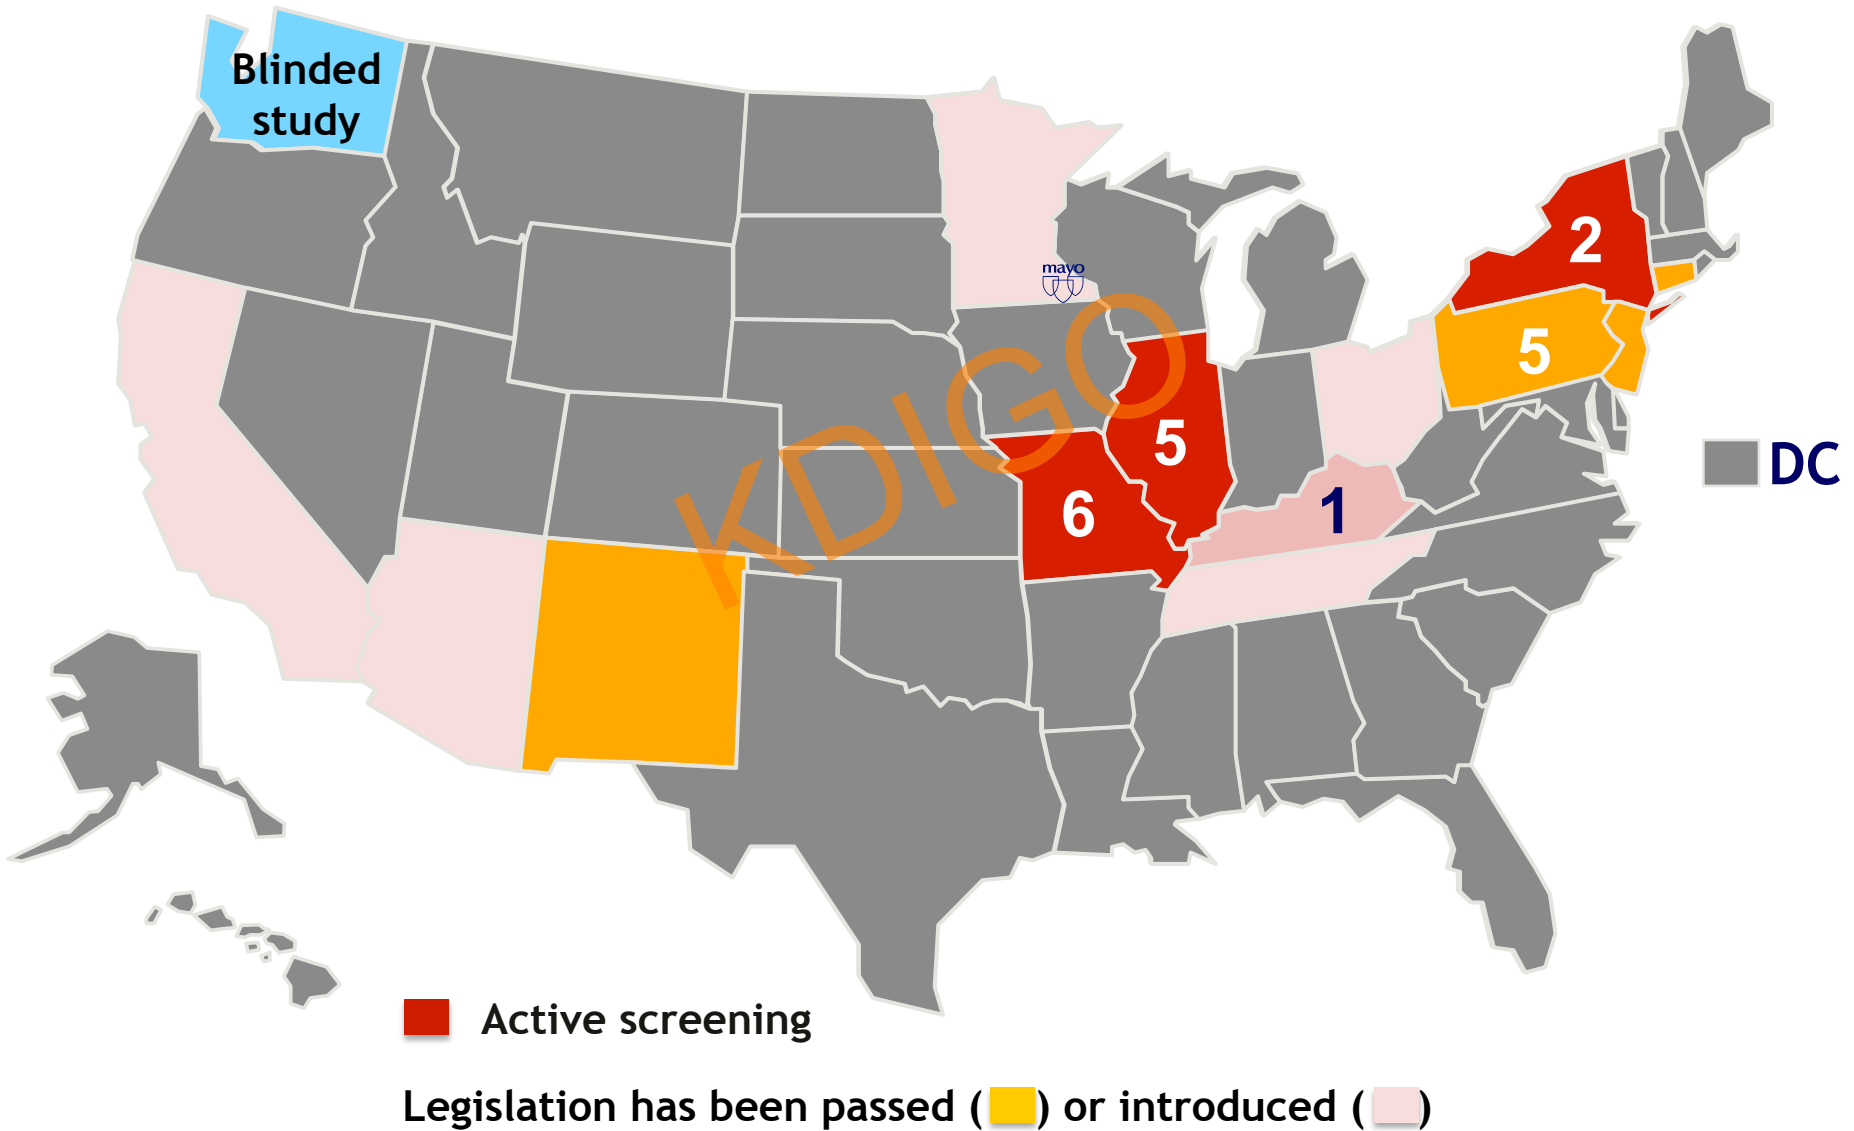 Blinded
study
2
mayo
5
KDIGO
5
DC
6
1
Active screening
Legislation has been passed ( ) or introduced ( )